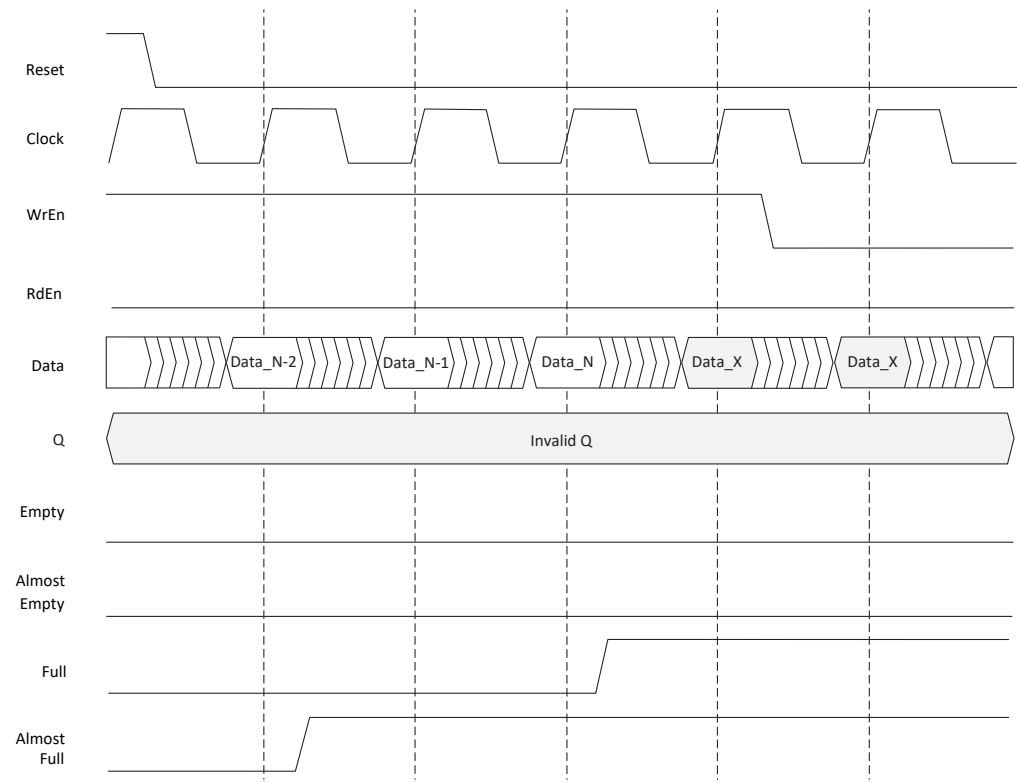 Reset
Clock
WrEn
RdEn
Data
Data_N-2
Data_N-1
Data_N
Data_X
Data_X
Q
Invalid Q
Empty
Almost
Empty
Full
Almost
Full